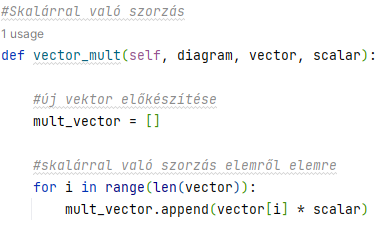 #Skalárral való szorzás
1 usage
def vector_mult(self, diagram, vector, scalar):
#új vektor előkészítése
mult_vector = []
#skalárral való szorzás elemről elemre
for i in range(len(vector)):
mult_vector.append(vector[i] * scalar)